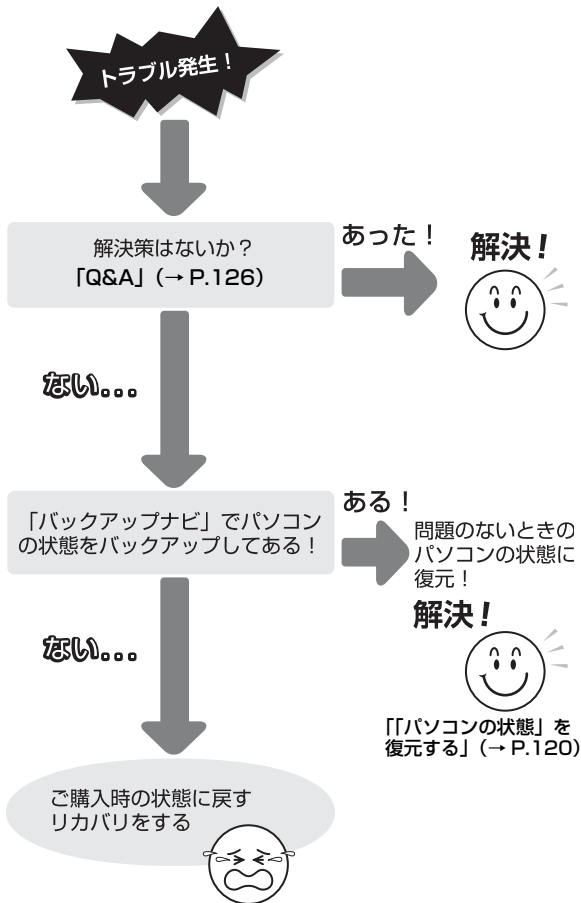 トラブル発生！
解決策はないか？
「Q&A」（→ P.126）
あった！
解決！
ない...
「バックアップナビ」でパソコン
の状態をバックアップしてある！
ある！
問題のないときの
パソコンの状態に
復元！
解決！
「「パソコンの状態」を
復元する」（→ P.120）
ない...
ご購入時の状態に戻す
リカバリをする